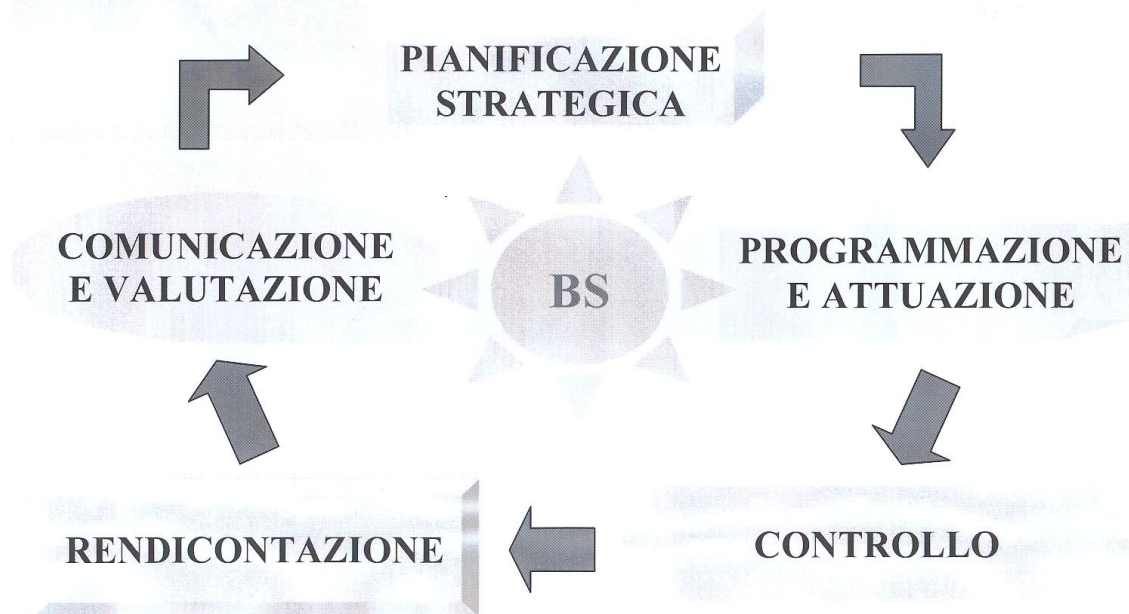 PIANIFICAZIONE
STRATEGICA
PROGRAMMAZIONE
E ATTUAZIONE
CONTROLLO
RENDICONTAZIONE
COMUNICAZIONE
E VALUTAZIONE
BS